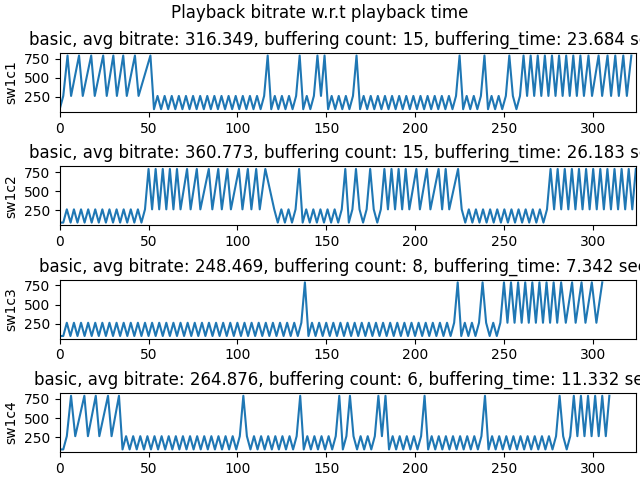 Playback bitrate w.r.t playback time
basic, avg bitrate: 316.349, buffering count: 15, buffering_time: 23.684 se
750
500
250
sw1c1
0 50 100 150 200 250 300
basic, avg bitrate: 360.773, buffering count: 15, buffering_time: 26.183 se
750
500
250
sw1c2
0 50 100 150 200 250 300
basic, avg bitrate: 248.469, buffering count: 8, buffering_time: 7.342 sec
750
500
250
sw1c3
0 50 100 150 200 250 300
basic, avg bitrate: 264.876, buffering count: 6, buffering_time: 11.332 se
750
500
250
sw1c4
0 50 100 150 200 250 300